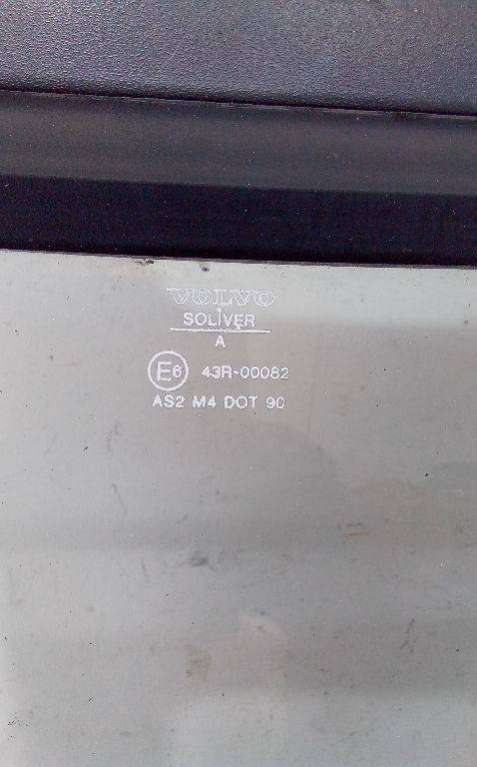 VOLVO
SOLIVER
A
E6 43R-00082
AS2 M4 DOT 90